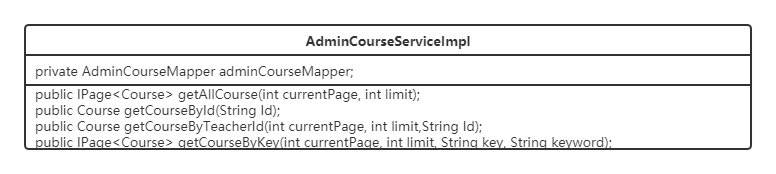 AdminCourseServiceImpl
private AdminCourseMapper adminCourseMapper;
public IPage<Course> getAllCourse(int currentPage, int limit);
public Course getCourseById(String Id);
public Course getCourseByTeacherId(int currentPage, int limit,String Id);
public IPage<Course> getCourseByKey(int currentPage, int limit, String key, String keyword);